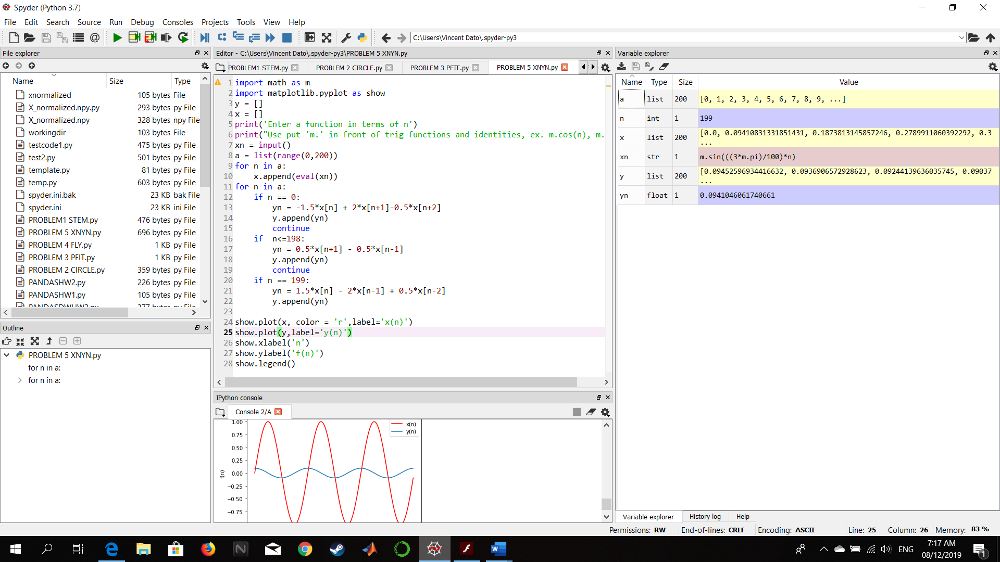 Spyder (Python 3.7)
File Edit Search Source Run Debug Consoles Projects Tools View Help
C:\Users\Vincent Dato\.spyder-py3
File explorer
Name Size Type
xnormalized 105 bytes File
X_normalized.npy.py 293 bytes py File
X_normalized.npy 328 bytes npy File
workingdir 103 bytes File
testcode1.py 475 bytes py File
test2.py 501 bytes py File
template.py 81 bytes py File
temp.py 603 bytes py File
spyder.ini.bak 23 KB bak File
spyder.ini 23 KB ini File
PROBLEM1 STEM.py 476 bytes py File
PROBLEM 5 XNYN.py 696 bytes py File
PROBLEM 4 FLY.py 1 KB py File
PROBLEM 3 PFIT.py 1 KB py File
PROBLEM 2 CIRCLE.py 359 bytes py File
PANDASHW2.py 226 bytes py File
PANDASHW1.py 105 bytes py File
Outline
PROBLEM 5 XNYN.py
for n in a:
for n in a:
Editor - C:\Users\Vincent Dato\.spyder-py3\PROBLEM 5 XNYN.py
PROBLEM1 STEM.py PROBLEM 2 CIRCLE.py PROBLEM 3 PFIT.py PROBLEM 5 XNYN.py
1 import math as m
2 import matplotlib.pyplot as show
3 y = []
4 x = []
5 print('Enter a function in terms of n')
6 print("Use put 'm.' in front of trig functions and identities, ex. m.cos(n), m.
7 xn = input()
8 a = list(range(0,200))
9 for n in a:
10 x.append(eval(xn))
11 for n in a:
12 if n == 0:
13 yn = -1.5*x[n] + 2*x[n+1]-0.5*x[n+2]
14 y.append(yn)
15 continue
16 if n<=198:
17 yn = 0.5*x[n+1] - 0.5*x[n-1]
18 y.append(yn)
19 continue
20 if n == 199:
21 yn = 1.5*x[n] - 2*x[n-1] + 0.5*x[n-2]
22 y.append(yn)
23
24 show.plot(x, color = 'r',label='x(n)')
25 show.plot(y,label='y(n)')
26 show.xlabel('n')
27 show.ylabel('f(n)')
28 show.legend()
IPython console
Console 2/A
1.00
0.75
0.50
0.25
0.00
−0.25
−0.50
−0.75
f(n)
x(n)
y(n)
Variable explorer
Name Type Size Value
a list 200 [0, 1, 2, 3, 4, 5, 6, 7, 8, 9, ...]
n int 1 199
x list 200 [0.0, 0.09410831331851431, 0.1873813145857246, 0.2789911060392292, 0.3
...
xn str 1 m.sin(((3*m.pi)/100)*n)
y list 200 [0.09452596934416632, 0.0936906572928623, 0.09244139636035745, 0.09037
...
yn float 1 0.0941046061740661
Variable explorer History log Help
Permissions: RW End-of-lines: CRLF Encoding: ASCII Line: 25 Column: 26 Memory: 83 %
ENG
7:17 AM
08/12/2019
1